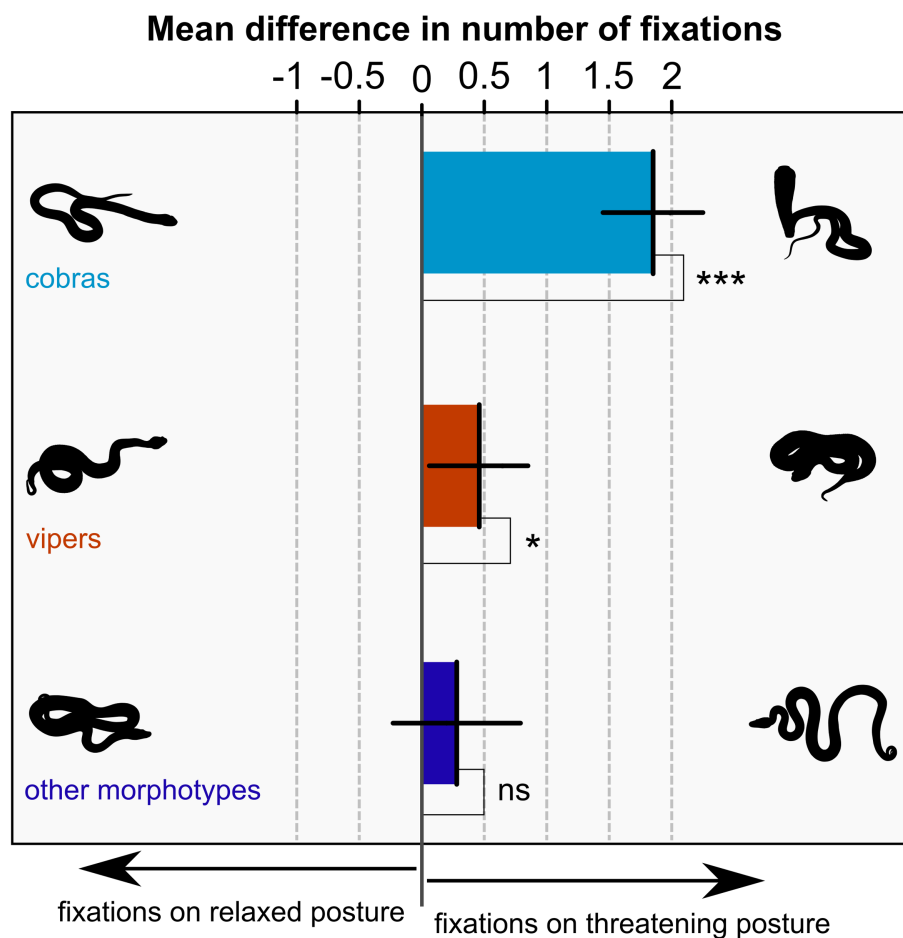 Mean difference in number of fixations
-1 -0.5 0 0.5 1 1.5 2
cobras
***
vipers
*
other morphotypes
ns
fixations on relaxed posture
fixations on threatening posture